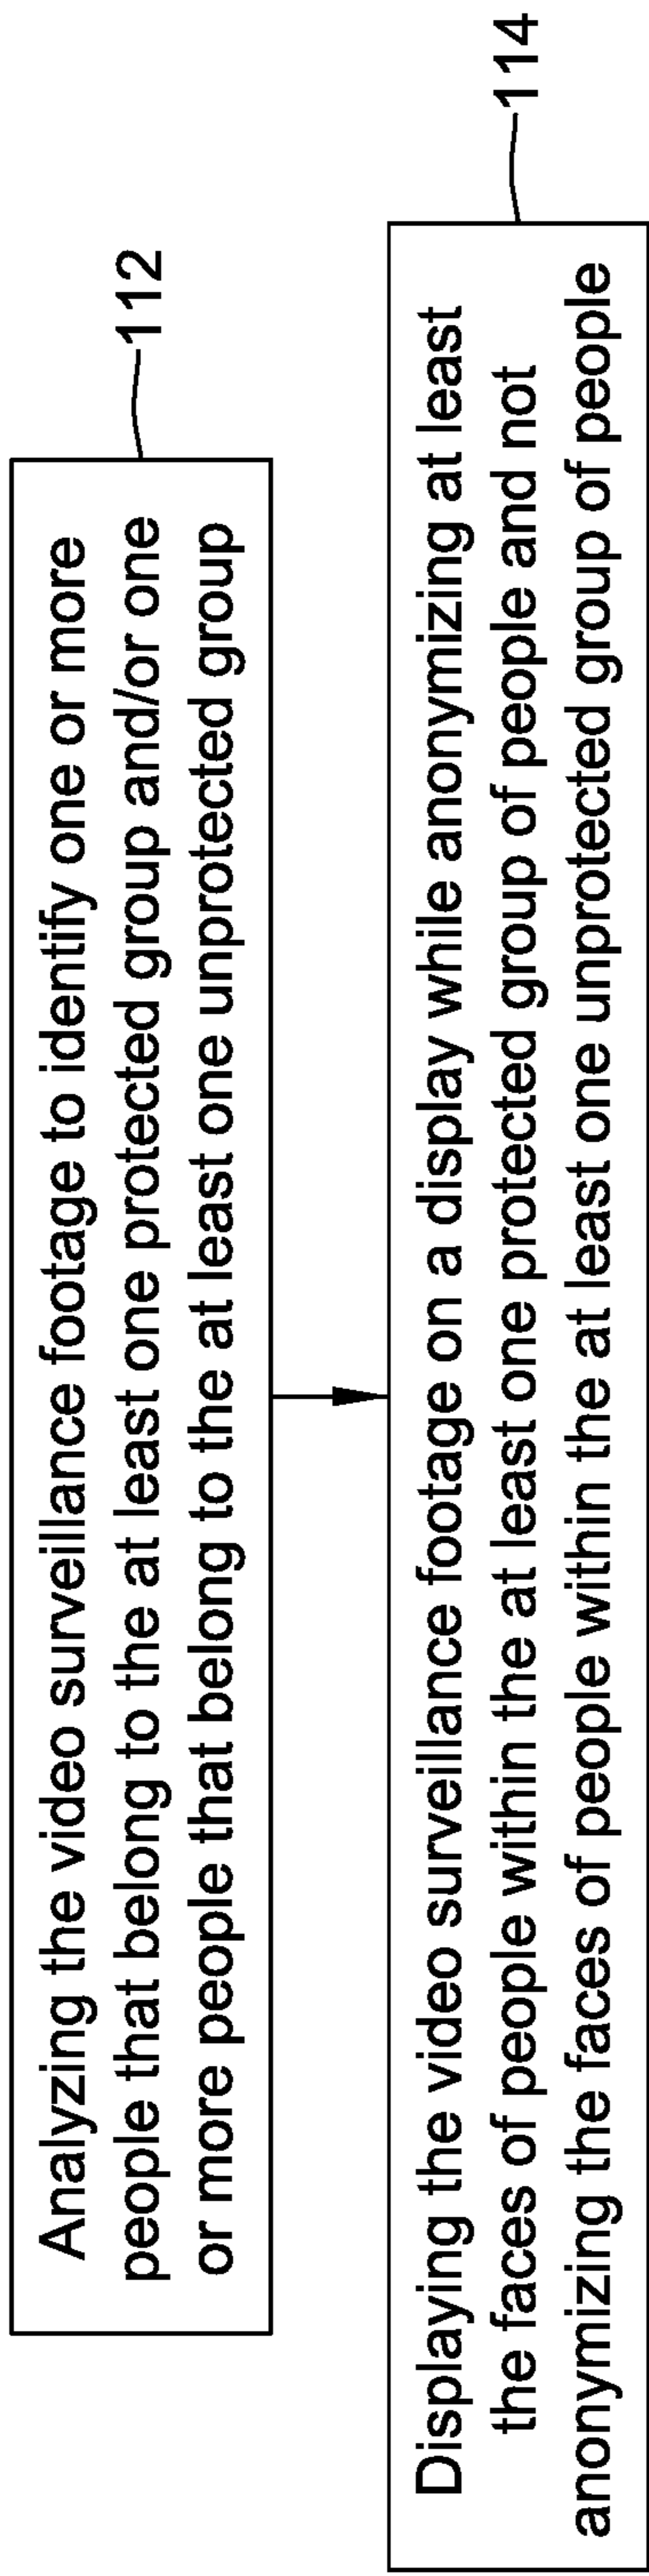 Analyzing the video surveillance footage to identify one or more
people that belong to the at least one protected group and/or one
or more people that belong to the at least one unprotected group
112
Displaying the video surveillance footage on a display while anonymizing at least
the faces of people within the at least one protected group of people and not
anonymizing the faces of people within the at least one unprotected group of people
114